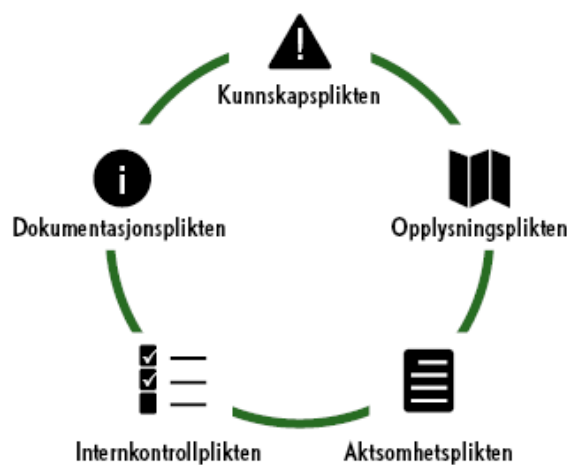 Kunnskapsplikten
Dokumentasjonsplikten
Opplysningsplikten
Internkontrollplikten
Aktsomhetsplikten